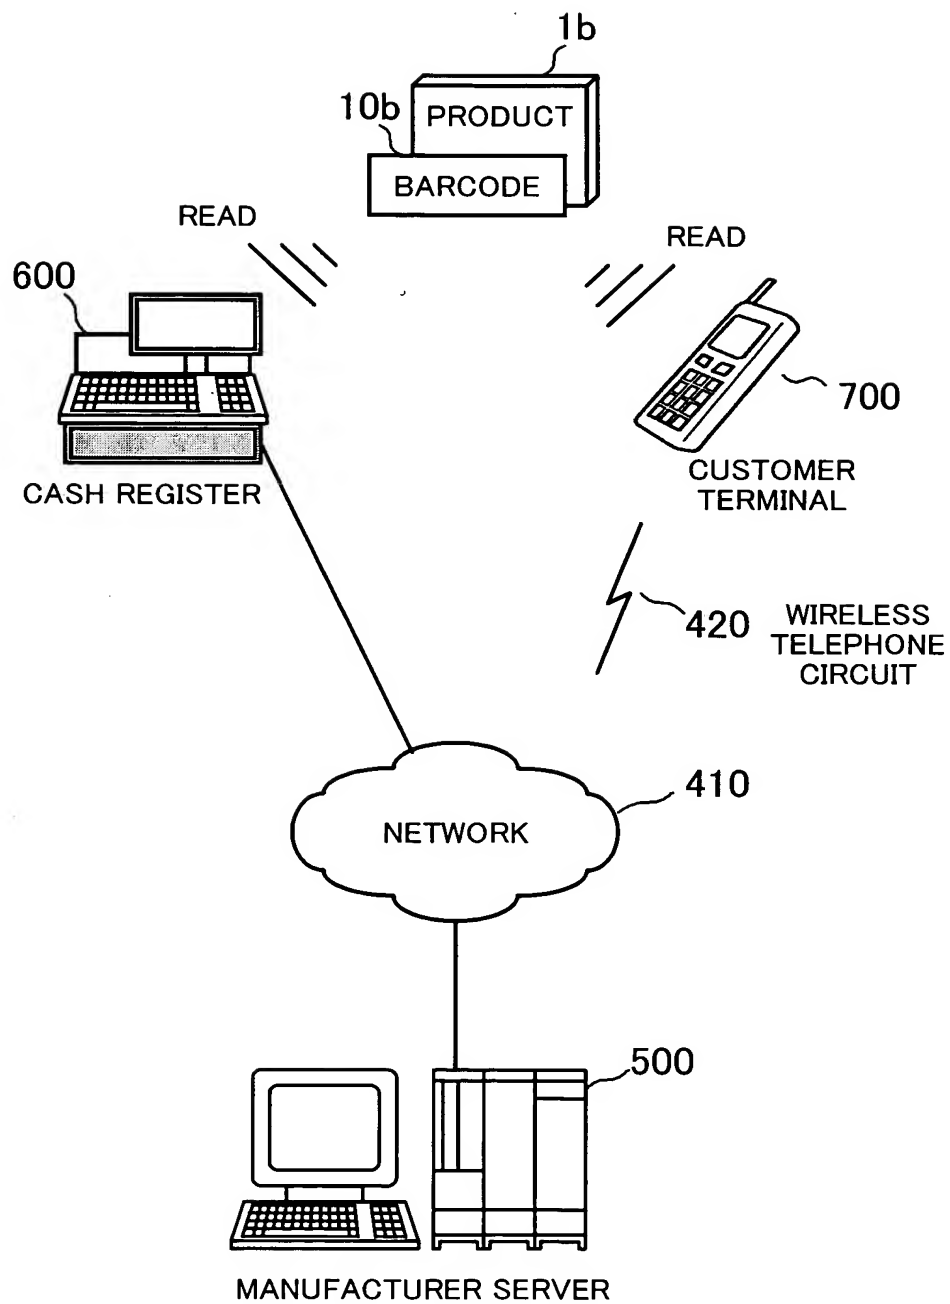 1b
10b
PRODUCT
BARCODE
READ
READ
600
700
CASH REGISTER
CUSTOMER
TERMINAL
420
WIRELESS
TELEPHONE
CIRCUIT
410
NETWORK
500
MANUFACTURER SERVER